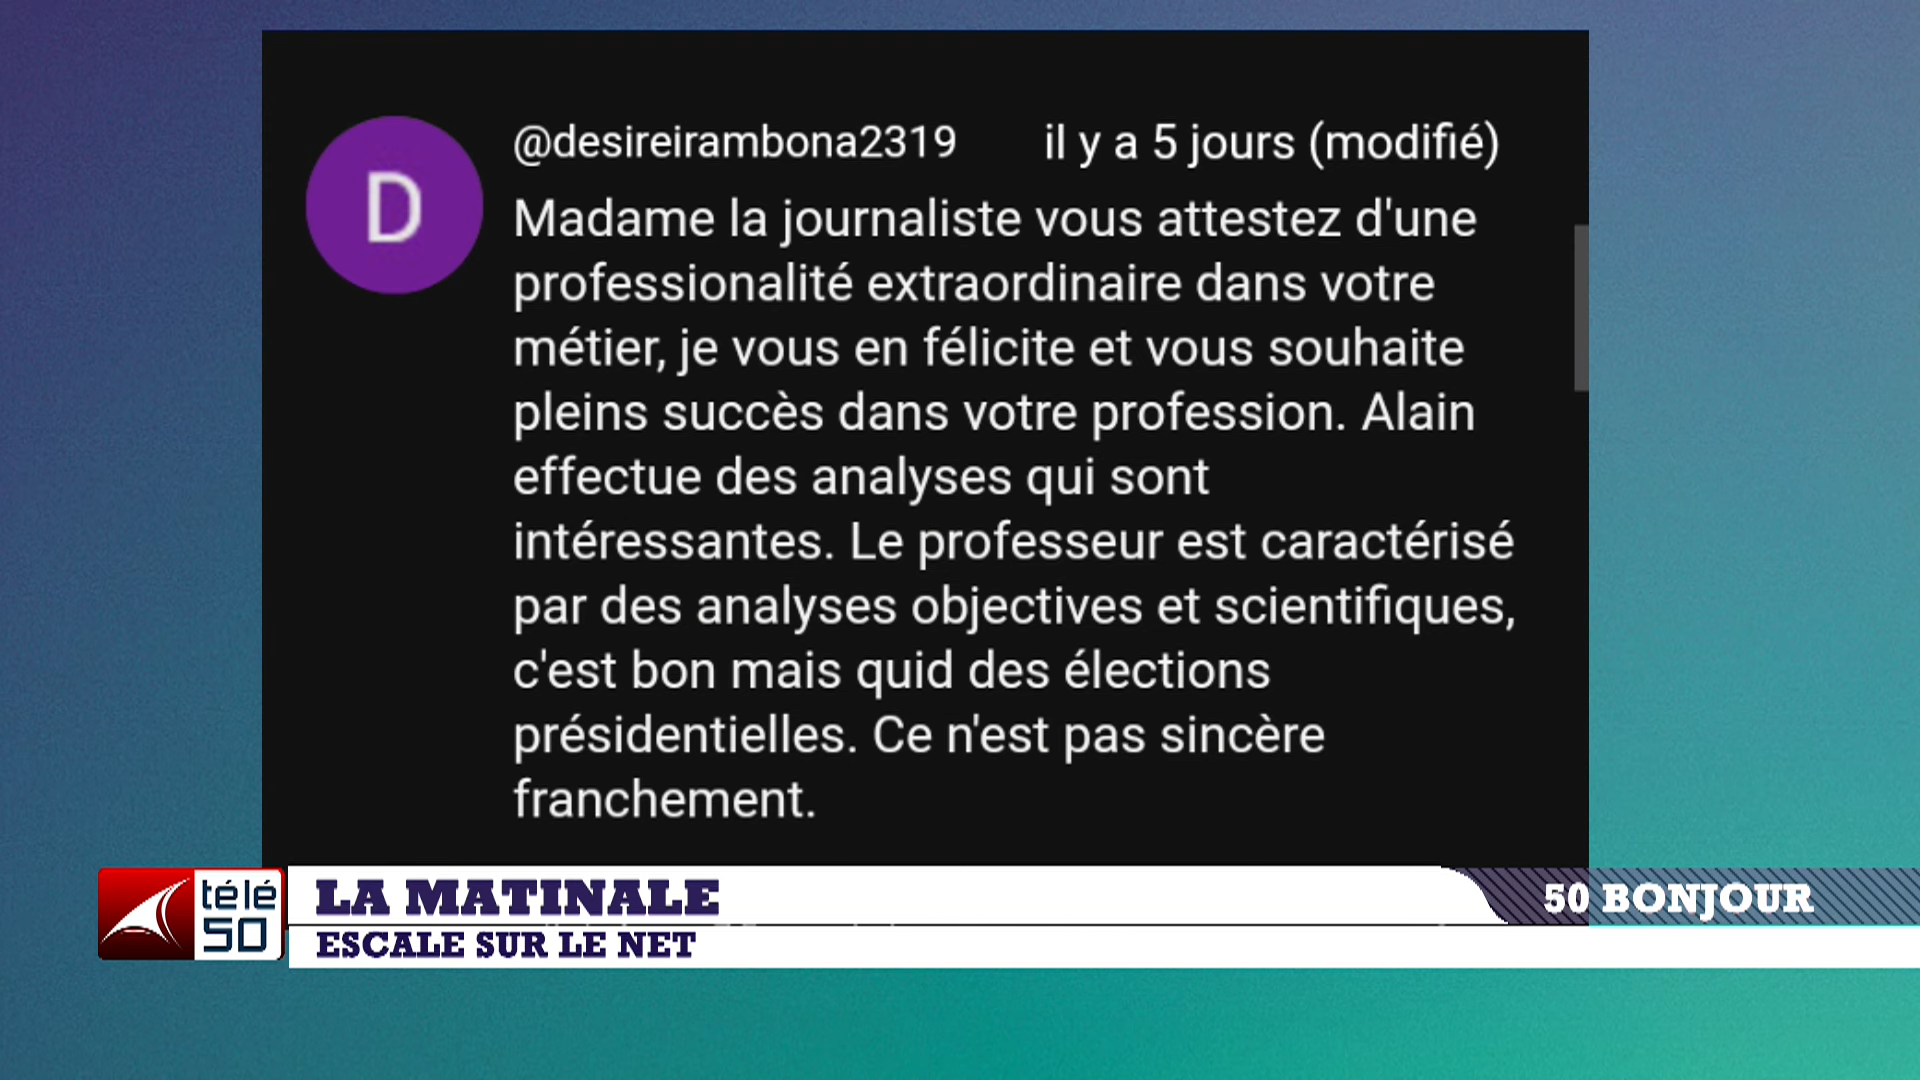 @desireirambona2319 il y a 5 jours (modifié)
D
Madame la journaliste vous attestez d'une
professionalité extraordinaire dans votre
métier, je vous en félicite et vous souhaite
pleins succès dans votre profession. Alain
effectue des analyses qui sont
intéressantes. Le professeur est caractérisé
par des analyses objectives et scientifiques,
c'est bon mais quid des élections
présidentielles. Ce n'est pas sincère
franchement.
télé
50
LA MATINALE
50 BONJOUR
ESCALE SUR LE NET